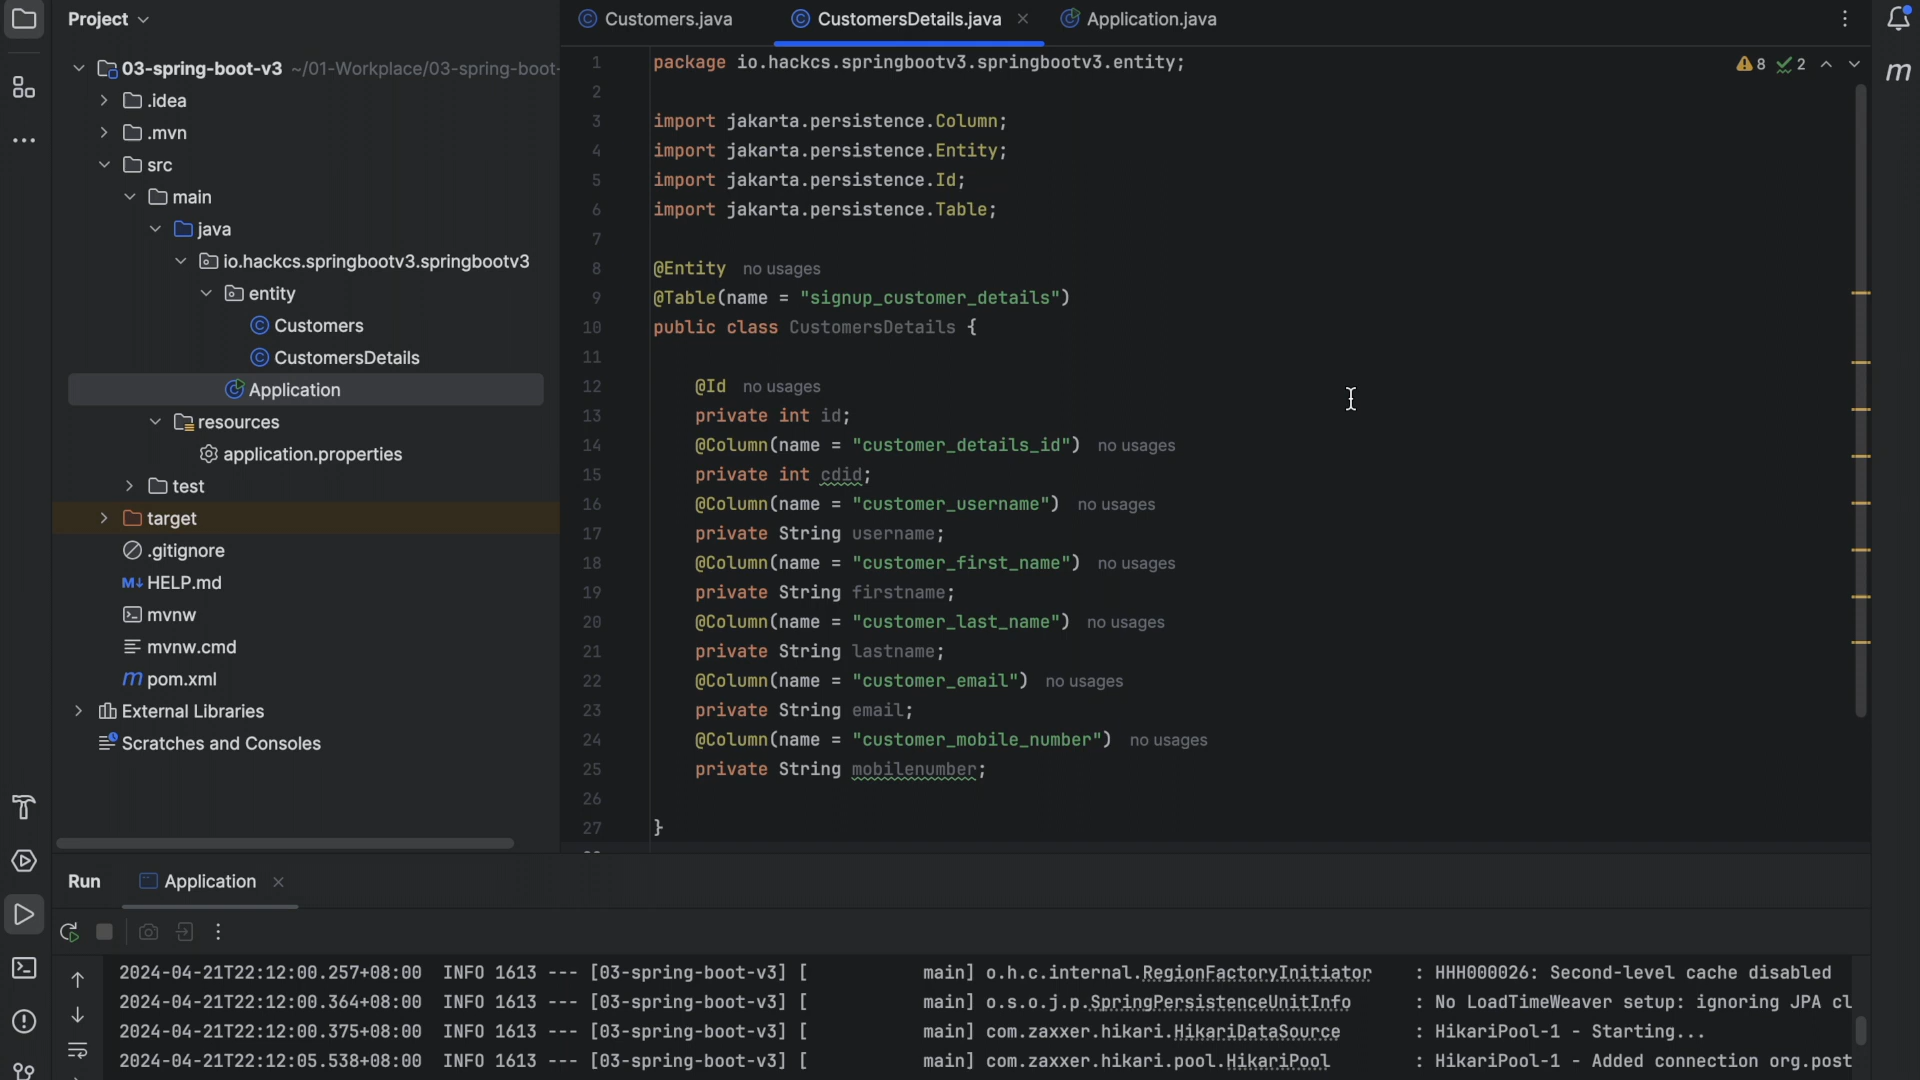 Project
03-spring-boot-v3 ~/01-Workplace/03-spring-boot-
.idea
.mvn
src
main
java
io.hackcs.springbootv3.springbootv3
entity
Customers
CustomersDetails
Application
resources
application.properties
test
target
.gitignore
M↓ HELP.md
mvnw
mvnw.cmd
m pom.xml
External Libraries
Scratches and Consoles
Customers.java
CustomersDetails.java
Application.java
8 2
m
1 package io.hackcs.springbootv3.springbootv3.entity;
2
3 import jakarta.persistence.Column;
4 import jakarta.persistence.Entity;
5 import jakarta.persistence.Id;
6 import jakarta.persistence.Table;
7
8 @Entity no usages
9 @Table(name = "signup_customer_details")
10 public class CustomersDetails {
11
12 @Id no usages
13 private int id;
14 @Column(name = "customer_details_id") no usages
15 private int cdid;
16 @Column(name = "customer_username") no usages
17 private String username;
18 @Column(name = "customer_first_name") no usages
19 private String firstname;
20 @Column(name = "customer_last_name") no usages
21 private String lastname;
22 @Column(name = "customer_email") no usages
23 private String email;
24 @Column(name = "customer_mobile_number") no usages
25 private String mobilenumber;
26
27 }
Run Application
2024-04-21T22:12:00.257+08:00 INFO 1613 --- [03-spring-boot-v3] [ main] o.h.c.internal.RegionFactoryInitiator : HHH000026: Second-level cache disabled
2024-04-21T22:12:00.364+08:00 INFO 1613 --- [03-spring-boot-v3] [ main] o.s.o.j.p.SpringPersistenceUnitInfo : No LoadTimeWeaver setup: ignoring JPA cl
2024-04-21T22:12:00.375+08:00 INFO 1613 --- [03-spring-boot-v3] [ main] com.zaxxer.hikari.HikariDataSource : HikariPool-1 - Starting...
2024-04-21T22:12:05.538+08:00 INFO 1613 --- [03-spring-boot-v3] [ main] com.zaxxer.hikari.pool.HikariPool : HikariPool-1 - Added connection org.post